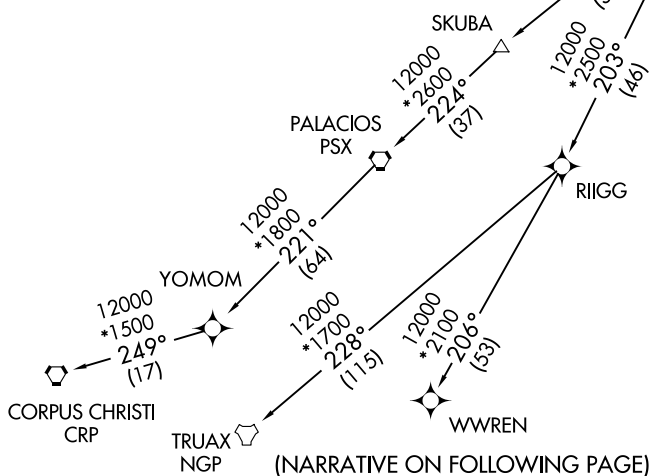 SKUBA
12000
*2600
224°
(37)
12000
*2500
203°
(46)
PALACIOS
PSX
RIIGG
12000
*1800
221°
(64)
YOMOM
12000
*1500
249°
(17)
CORPUS CHRISTI
CRP
12000
*1700
228°
(115)
12000
*2100
206°
(53)
TRUAX
NGP
WWREN
(NARRATIVE ON FOLLOWING PAGE)